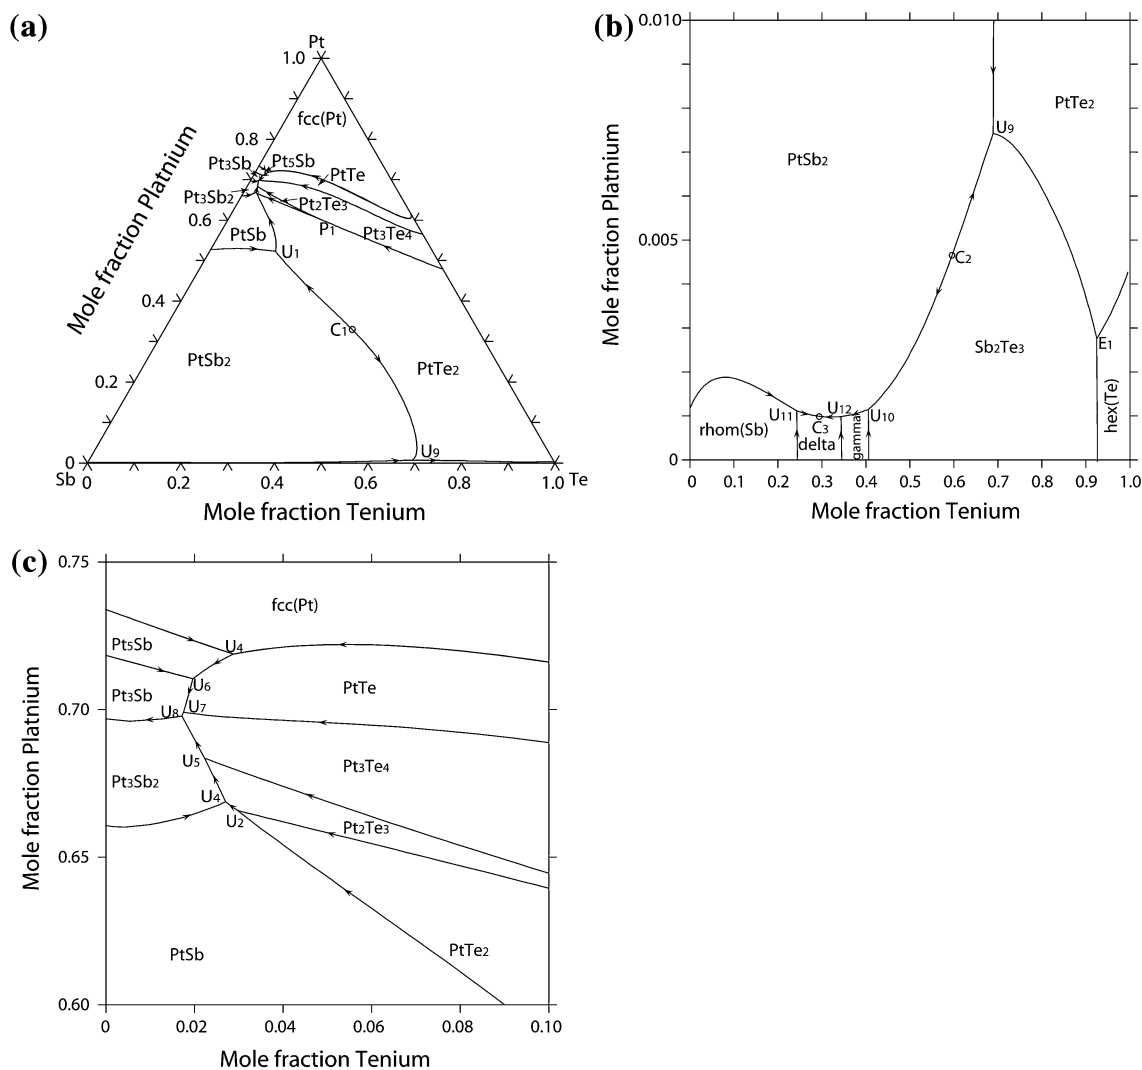 (a)
Pt
1.0
fcc(Pt)
0.8
Pt3Sb
Pt5Sb
PtTe
Pt3Sb2
Pt2Te3
0.6
P1
Pt3Te4
PtSb
U1
Mole fraction Platnium
0.4
C1
PtSb2
PtTe2
0.2
U9
0
Sb
0
0.2
0.4
0.6
0.8
1.0
Te
Mole fraction Tenium
(b)
0.010
PtTe2
U9
PtSb2
Mole fraction Platnium
0.005
C2
Sb2Te3
E1
U11
U12
U10
rhom(Sb)
C3
delta
gamma
hex(Te)
0
0
0.1
0.2
0.3
0.4
0.5
0.6
0.7
0.8
0.9
1.0
Mole fraction Tenium
(c)
0.75
fcc(Pt)
U4
Pt5Sb
U6
PtTe
Pt3Sb
U8
U7
0.70
Mole fraction Platnium
U5
Pt3Te4
Pt3Sb2
U4
U2
Pt2Te3
0.65
PtSb
PtTe2
0.60
0
0.02
0.04
0.06
0.08
0.10
Mole fraction Tenium